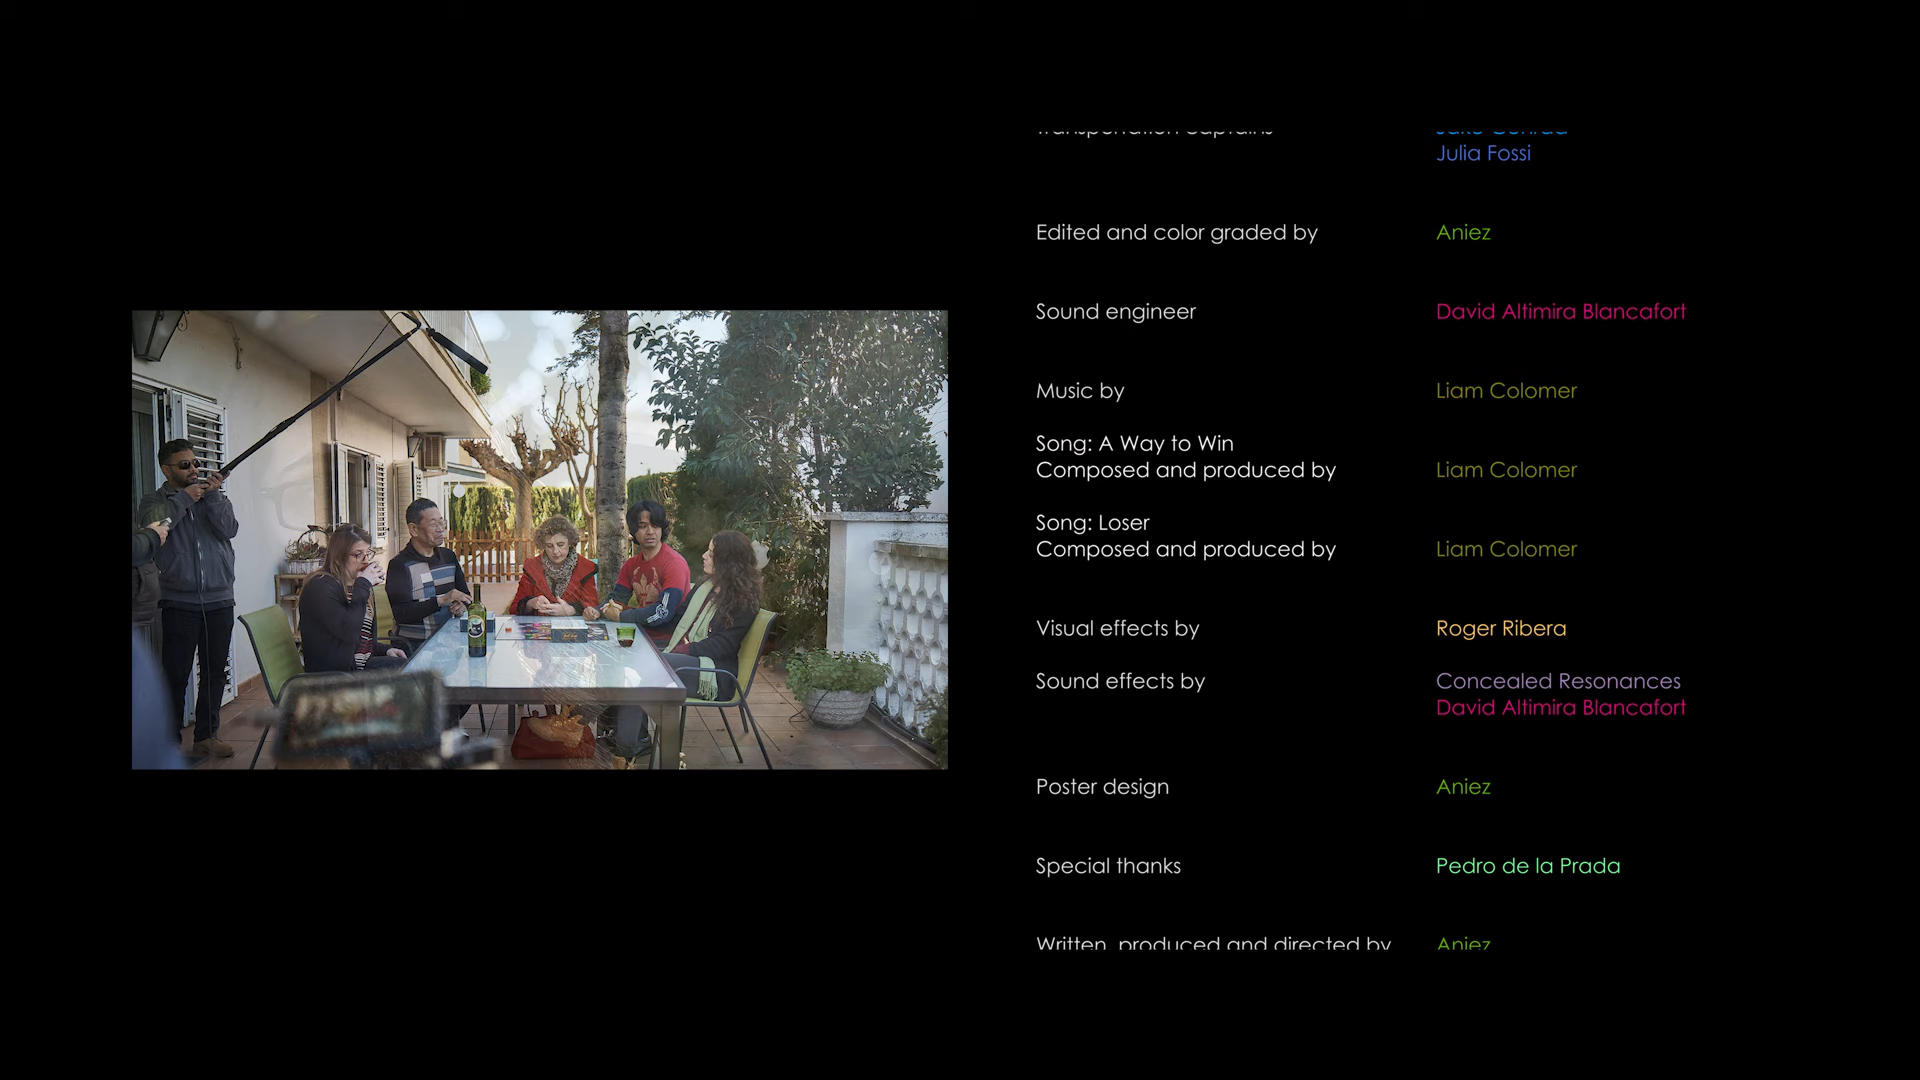 Transportation Captains
Julia Fossi
Edited and color graded by Aniez
Sound engineer David Altimira Blancafort
Music by Liam Colomer
Song: A Way to Win
Composed and produced by Liam Colomer
Song: Loser
Composed and produced by Liam Colomer
Visual effects by Roger Ribera
Sound effects by Concealed Resonances
David Altimira Blancafort
Poster design Aniez
Special thanks Pedro de la Prada
Written, produced and directed by Aniez